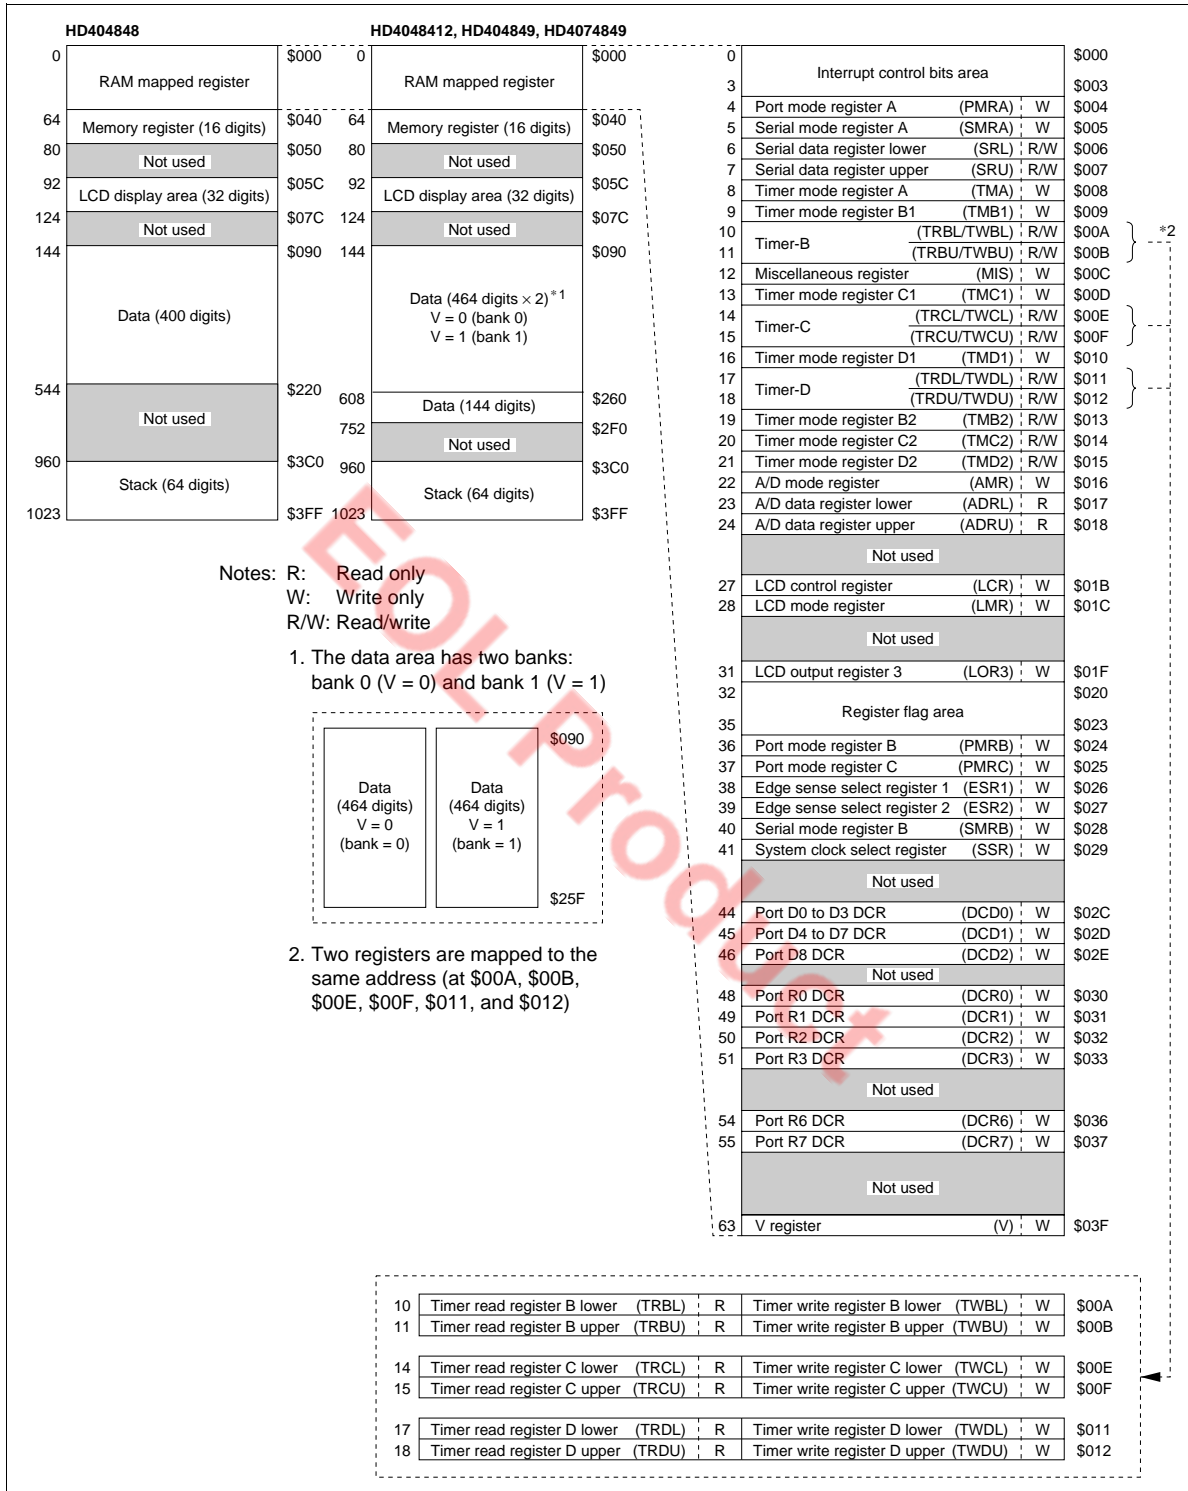 HD404848
0 $000
RAM mapped register
64 $040
Memory register (16 digits)
80 $050
Not used
92 $05C
LCD display area (32 digits)
124 $07C
Not used
144 $090
Data (400 digits)
544 $220
Not used
960 $3C0
Stack (64 digits)
1023 $3FF
HD4048412, HD404849, HD4074849
0 $000
RAM mapped register
64 $040
Memory register (16 digits)
80 $050
Not used
92 $05C
LCD display area (32 digits)
124 $07C
Not used
144 $090
Data (464 digits × 2) *1
V = 0 (bank 0)
V = 1 (bank 1)
608 $260
Data (144 digits)
752 $2F0
Not used
960 $3C0
Stack (64 digits)
1023 $3FF
0 $000
Interrupt control bits area
3 $003
4 Port mode register A (PMRA) W $004
5 Serial mode register A (SMRA) W $005
6 Serial data register lower (SRL) R/W $006
7 Serial data register upper (SRU) R/W $007
8 Timer mode register A (TMA) W $008
9 Timer mode register B1 (TMB1) W $009
10 (TRBL/TWBL) R/W $00A *2
Timer-B
11 (TRBU/TWBU) R/W $00B
12 Miscellaneous register (MIS) W $00C
13 Timer mode register C1 (TMC1) W $00D
14 (TRCL/TWCL) R/W $00E
Timer-C
15 (TRCU/TWCU) R/W $00F
16 Timer mode register D1 (TMD1) W $010
17 (TRDL/TWDL) R/W $011
Timer-D
18 (TRDU/TWDU) R/W $012
19 Timer mode register B2 (TMB2) R/W $013
20 Timer mode register C2 (TMC2) R/W $014
21 Timer mode register D2 (TMD2) R/W $015
22 A/D mode register (AMR) W $016
23 A/D data register lower (ADRL) R $017
24 A/D data register upper (ADRU) R $018
Not used
27 LCD control register (LCR) W $01B
28 LCD mode register (LMR) W $01C
Not used
31 LCD output register 3 (LOR3) W $01F
32 $020
Register flag area
35 $023
36 Port mode register B (PMRB) W $024
37 Port mode register C (PMRC) W $025
38 Edge sense select register 1 (ESR1) W $026
39 Edge sense select register 2 (ESR2) W $027
40 Serial mode register B (SMRB) W $028
41 System clock select register (SSR) W $029
Not used
44 Port D0 to D3 DCR (DCD0) W $02C
45 Port D4 to D7 DCR (DCD1) W $02D
46 Port D8 DCR (DCD2) W $02E
Not used
48 Port R0 DCR (DCR0) W $030
49 Port R1 DCR (DCR1) W $031
50 Port R2 DCR (DCR2) W $032
51 Port R3 DCR (DCR3) W $033
Not used
54 Port R6 DCR (DCR6) W $036
55 Port R7 DCR (DCR7) W $037
Not used
63 V register (V) W $03F
Notes: R: Read only
W: Write only
R/W: Read/write
1. The data area has two banks:
bank 0 (V = 0) and bank 1 (V = 1)
$090
Data
(464 digits)
V = 0
(bank = 0)
Data
(464 digits)
V = 1
(bank = 1)
$25F
2. Two registers are mapped to the
same address (at $00A, $00B,
$00E, $00F, $011, and $012)
10 Timer read register B lower (TRBL) R Timer write register B lower (TWBL) W $00A
11 Timer read register B upper (TRBU) R Timer write register B upper (TWBU) W $00B
14 Timer read register C lower (TRCL) R Timer write register C lower (TWCL) W $00E
15 Timer read register C upper (TRCU) R Timer write register C upper (TWCU) W $00F
17 Timer read register D lower (TRDL) R Timer write register D lower (TWDL) W $011
18 Timer read register D upper (TRDU) R Timer write register D upper (TWDU) W $012
EOL Product